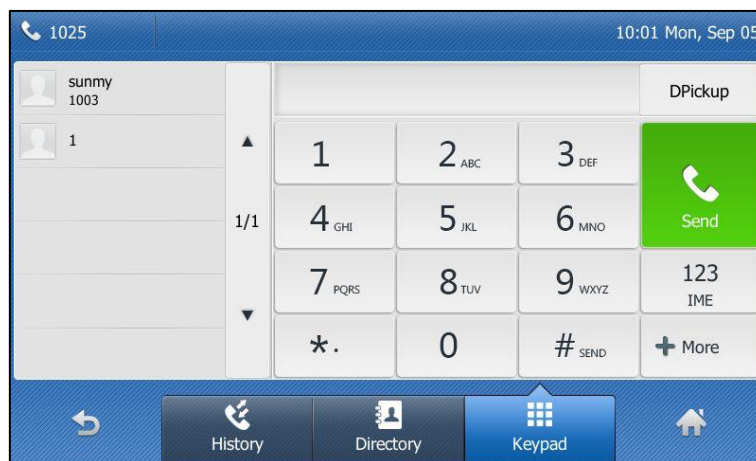 1025
10:01 Mon, Sep 05
sunmy
1003
DPickup
1
1
2 ABC
3 DEF
Send
1/1
4 GHI
5 JKL
6 MNO
7 PQRS
8 TUV
9 WXYZ
123
IME
*.
0
# SEND
+ More
History
Directory
Keypad